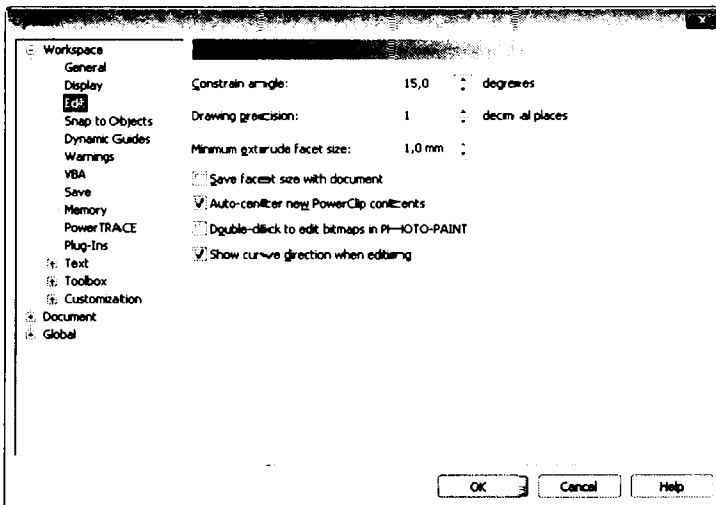 Workspace
General
Display
Edit
Snap to Objects
Dynamic Guides
Warnings
VBA
Save
Memory
PowerTRACE
Plug-Ins
Text
Toolbox
Customization
Document
Global
Constrain angle: 15,0 degrees
Drawing precision: 1 decimal places
Minimum extrude facet size: 1,0 mm
Save facet size with document
Auto-center new PowerClip contents
Double-click to edit bitmaps in PHOTO-PAINT
Show curve direction when editing
OK Cancel Help